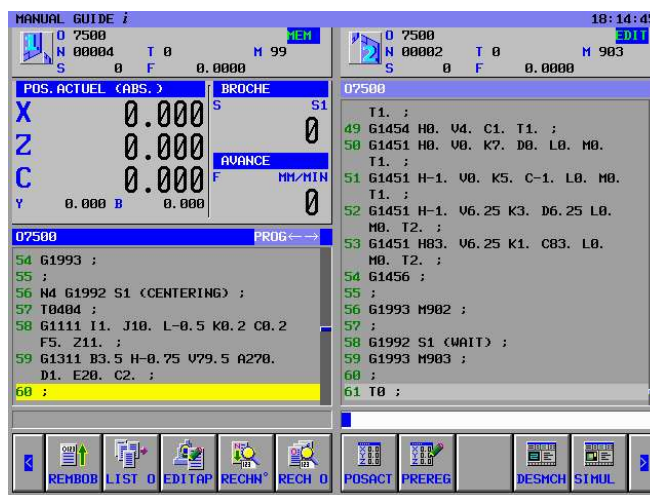 MANUAL GUIDE i
18:14:45
O 7500
MEM
N 00004 T 0 M 99
S 0 F 0.0000
POS.ACTUEL (ABS.)
BROCHE
X 0.000
S S1
0
Z 0.000
AVANCE
C 0.000
F MM/MIN
0
Y 0.000 B 0.000
O7500
PROG←→
54 G1993 ;
55 ;
56 N4 G1992 S1 (CENTERING) ;
57 T0404 ;
58 G1111 I1. J10. L-0.5 K0.2 C0.2
F5. Z11. ;
59 G1311 B3.5 H-0.75 V79.5 A270.
D1. E20. C2. ;
60 ;
O 7500
EDIT
N 00002 T 0 M 903
S 0 F 0.0000
O7500
T1. ;
49 G1454 H0. V4. C1. T1. ;
50 G1451 H0. V0. K7. D0. L0. M0.
T1. ;
51 G1451 H-1. V0. K5. C-1. L0. M0.
T1. ;
52 G1451 H-1. V6.25 K3. D6.25 L0.
M0. T2. ;
53 G1451 H83. V6.25 K1. C83. L0.
M0. T2. ;
54 G1456 ;
55 ;
56 G1993 M902 ;
57 ;
58 G1992 S1 (WAIT) ;
59 G1993 M903 ;
60 ;
61 T0 ;
REMBOB LIST O EDITAP RECHN° RECH O POSACT PREREG DESMCH SIMUL